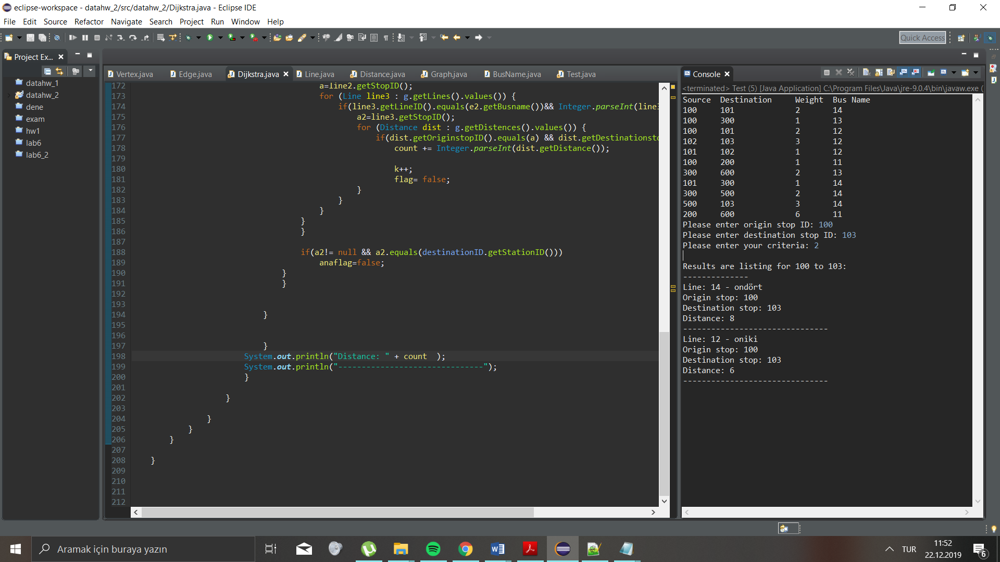 eclipse-workspace - datahw_2/src/datahw_2/Dijkstra.java - Eclipse IDE
File Edit Source Refactor Navigate Search Project Run Window Help
Quick Access
Project Ex...
datahw_1
datahw_2
dene
exam
hw1
lab6
lab6_2
Vertex.java Edge.java Dijkstra.java Line.java Distance.java Graph.java BusName.java Test.java
172 a=line2.getStopID();
173 for (Line line3 : g.getLines().values()) {
174 if(line3.getLineID().equals(e2.getBusname())&& Integer.parseInt(line3
175 a2=line3.getStopID();
176 for (Distance dist : g.getDistences().values()) {
177 if(dist.getOriginstopID().equals(a) && dist.getDestinationsto
178 count += Integer.parseInt(dist.getDistance());
179
180 k++;
181 flag= false;
182 }
183 }
184 }
185 }
186 }
187
188 if(a2!= null && a2.equals(destinationID.getStationID()))
189 anaflag=false;
190 }
191 }
192
193
194 }
195
196
197 }
198 System.out.println("Distance: " + count  );
199 System.out.println("-------------------------------");
200 }
201
202 }
203
204 }
205 }
206 }
207
208 }
209
210
211
212
Console
<terminated> Test (5) [Java Application] C:\Program Files\Java\jre-9.0.4\bin\javaw.exe (
Source Destination Weight Bus Name
100 101 2 14
100 300 1 13
100 101 2 12
102 103 3 12
101 102 1 12
100 200 1 11
300 600 2 13
101 300 1 14
300 500 2 14
500 103 3 14
200 600 6 11
Please enter origin stop ID: 100
Please enter destination stop ID: 103
Please enter your criteria: 2
Results are listing for 100 to 103:
--------------
Line: 14 - ondört
Origin stop: 100
Destination stop: 103
Distance: 8
-------------------------------
Line: 12 - oniki
Origin stop: 100
Destination stop: 103
Distance: 6
-------------------------------
Aramak için buraya yazın
TUR
11:52
22.12.2019
6